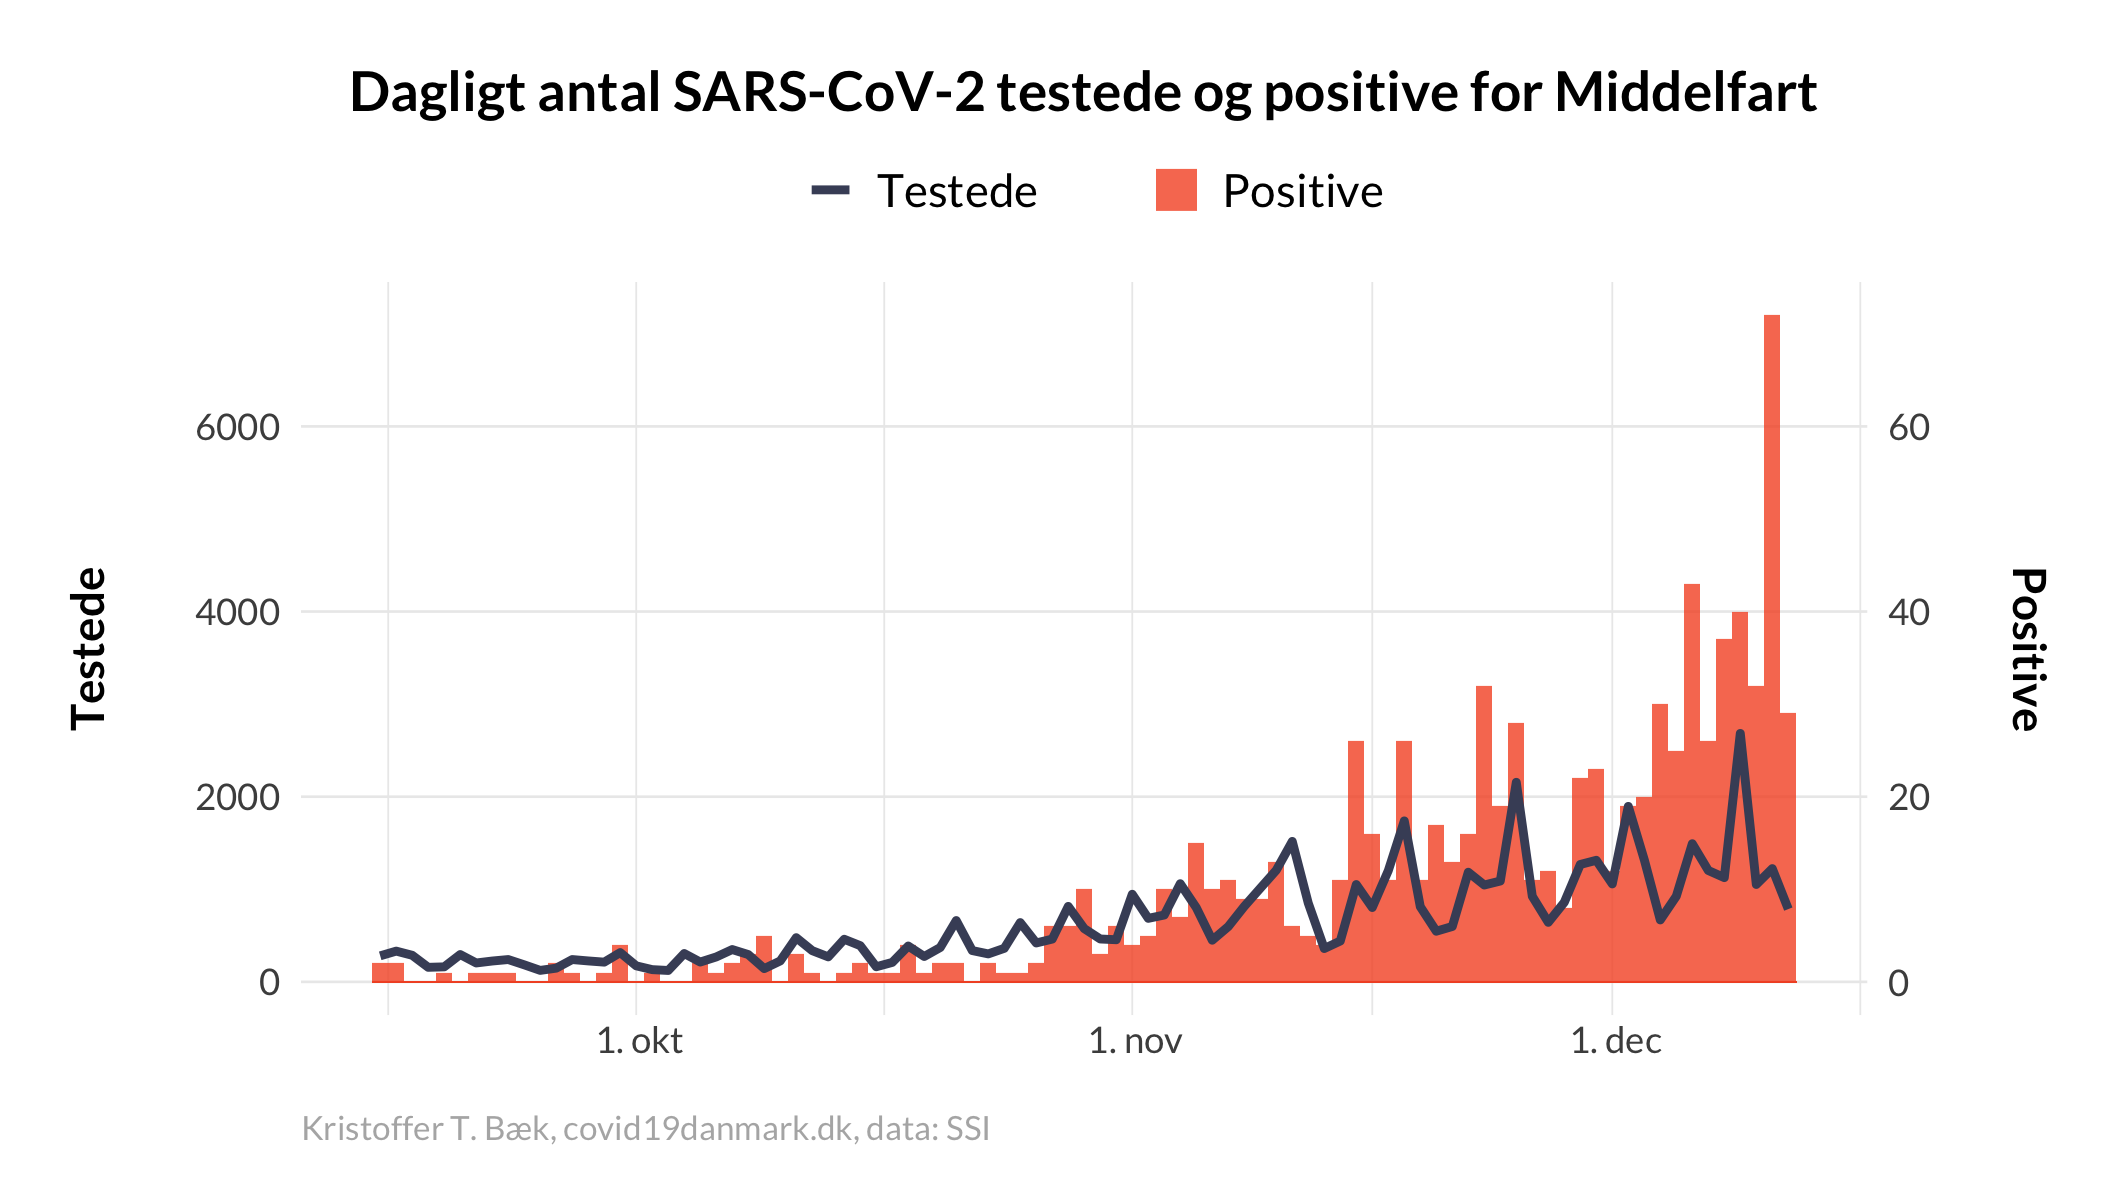 Dagligt antal SARS-CoV-2 testede og positive for Middelfart
Testede
Positive
6000
4000
2000
0
60
40
20
0
Testede
Positive
1. okt
1. nov
1. dec
Kristoffer T. Bæk, covid19danmark.dk, data: SSI